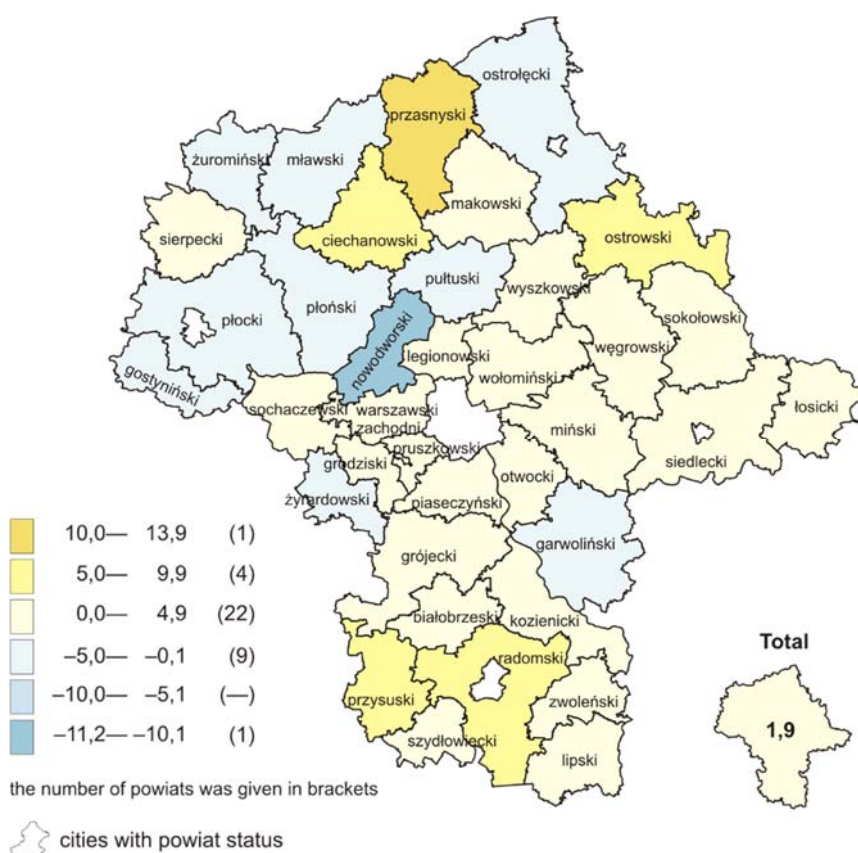 ostrołęcki
przasnyski
żuromiński
mławski
makowski
sierpecki
ciechanowski
ostrowski
pułtuski
wyszkowski
płocki
płoński
sokołowski
nowodworski
legionowski
węgrowski
gostyniński
wołomiński
sochaczewski
warszawski
zachodni
łosicki
miński
pruszkowski
grodziski
otwocki
siedlecki
żyrardowski
piaseczyński
garwoliński
grójecki
białobrzeski
kozienicki
radomski
przysuski
zwoleński
szydłowiecki
lipski
10,0— 13,9 (1)
5,0— 9,9 (4)
0,0— 4,9 (22)
–5,0— –0,1 (9)
–10,0— –5,1 (—)
–11,2— –10,1 (1)
Total
1,9
the number of powiats was given in brackets
cities with powiat status